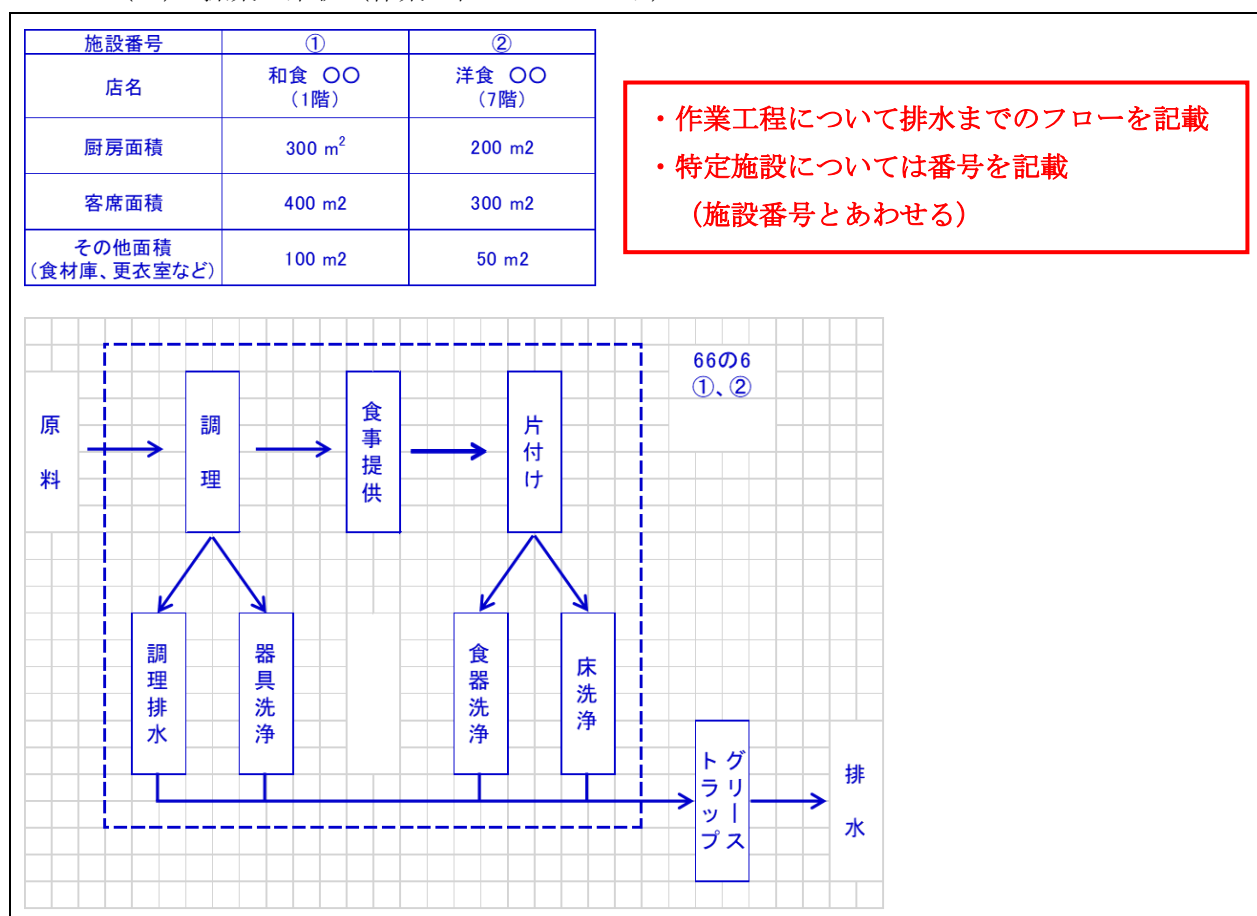 施設番号 ① ②
店名 和食 〇〇 (1階) 洋食 〇〇 (7階)
厨房面積 300 m² 200 m2
客席面積 400 m2 300 m2
その他面積 (食材庫、更衣室など) 100 m2 50 m2
・作業工程について排水までのフローを記載
・特定施設については番号を記載
(施設番号とあわせる)
66の6
①、②
原料
調理
食事提供
片付け
調理排水
器具洗浄
食器洗浄
床洗浄
グリース
トラップ
排水